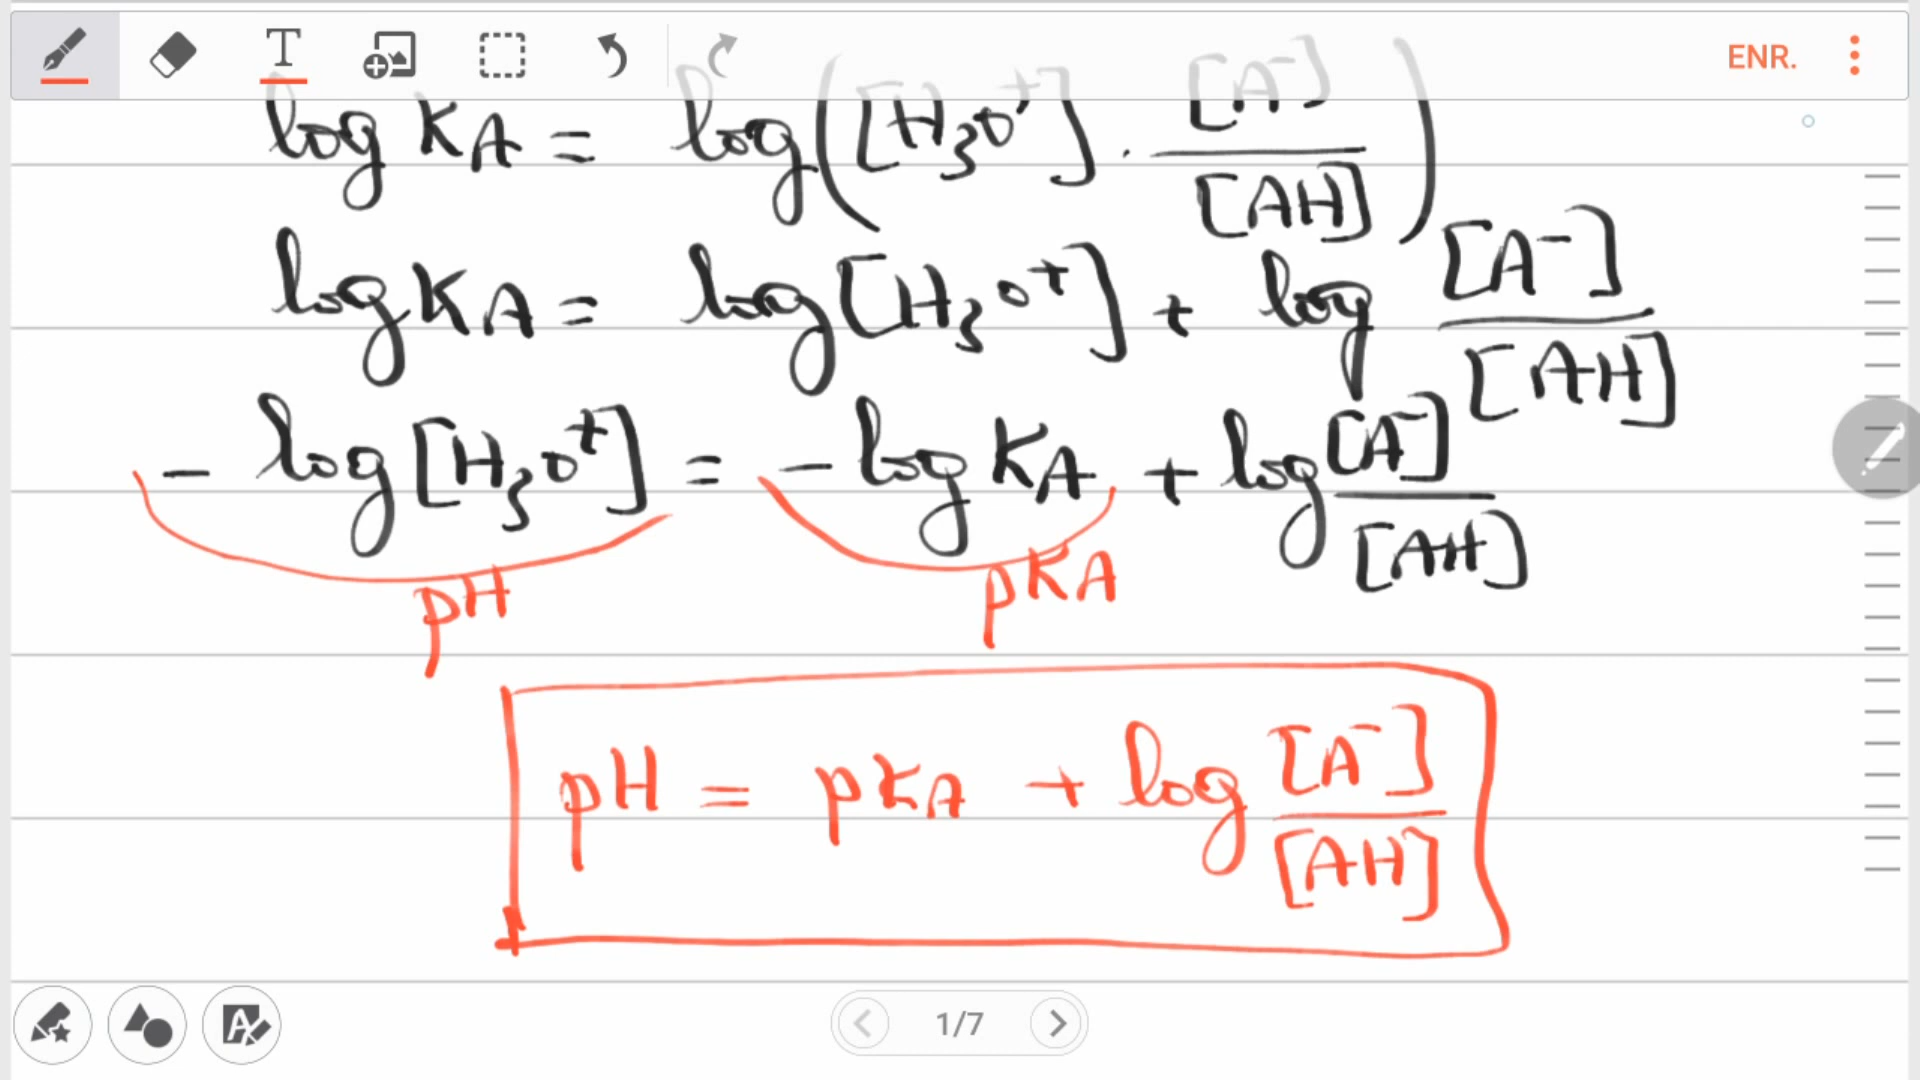 T ENR.
log KA = log([H3O+] . [A-]/[AH])
log KA = log[H3O+] + log [A-]/[AH]
- log[H3O+] = - log KA + log [A-]/[AH]
pH pKA
pH = pKA + log [A-]/[AH]
A 1/7